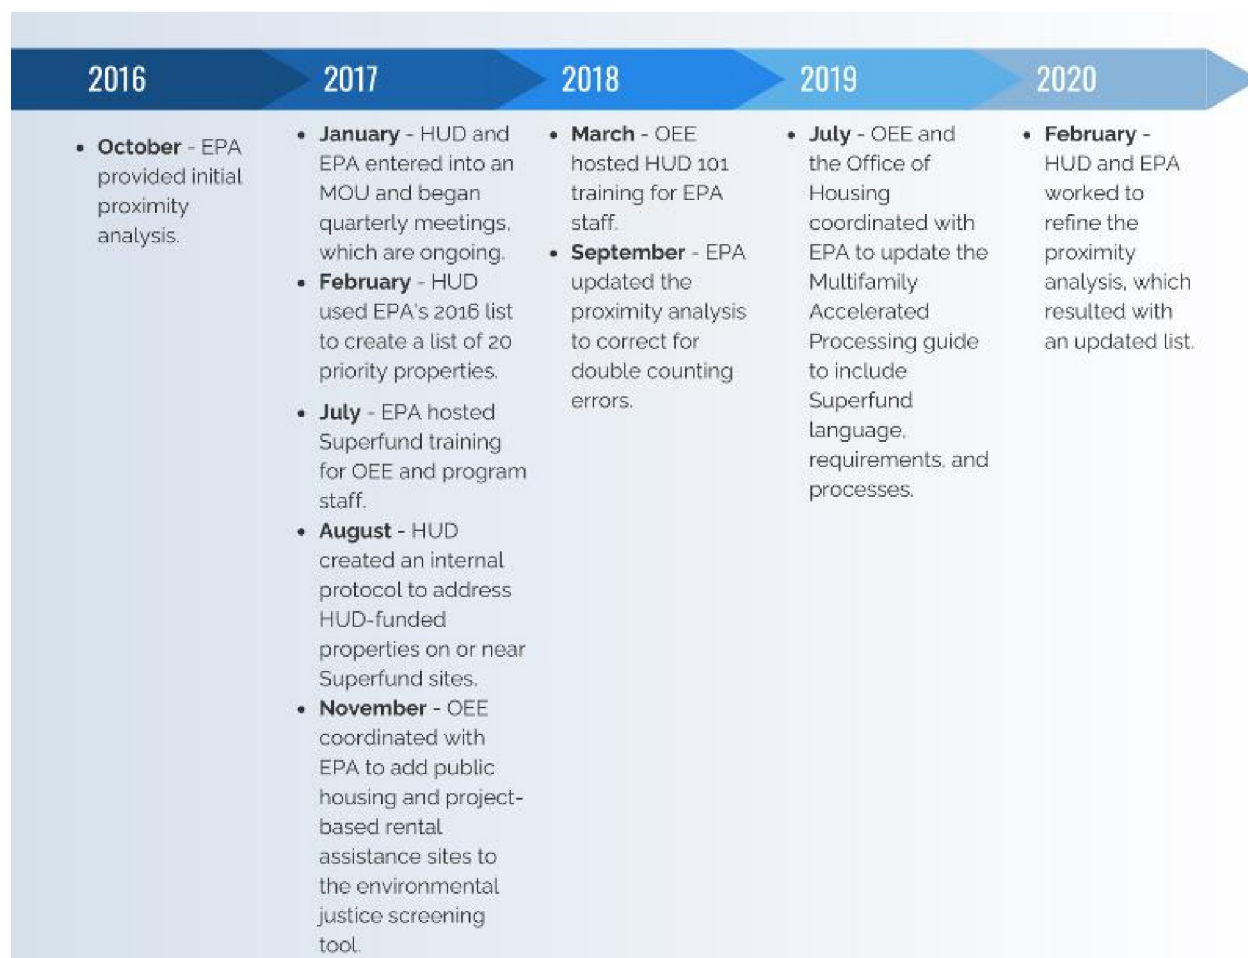 2016
2017
2018
2019
2020
• October - EPA
provided initial
proximity
analysis.
• January - HUD and
EPA entered into an
MOU and began
quarterly meetings,
which are ongoing.
• February - HUD
used EPA's 2016 list
to create a list of 20
priority properties.
• July - EPA hosted
Superfund training
for OEE and program
staff.
• August - HUD
created an internal
protocol to address
HUD-funded
properties on or near
Superfund sites.
• November - OEE
coordinated with
EPA to add public
housing and project-
based rental
assistance sites to
the environmental
justice screening
tool.
• March - OEE
hosted HUD 101
training for EPA
staff.
• September - EPA
updated the
proximity analysis
to correct for
double counting
errors.
• July - OEE and
the Office of
Housing
coordinated with
EPA to update the
Multifamily
Accelerated
Processing guide
to include
Superfund
language,
requirements, and
processes.
• February -
HUD and EPA
worked to
refine the
proximity
analysis, which
resulted with
an updated list.